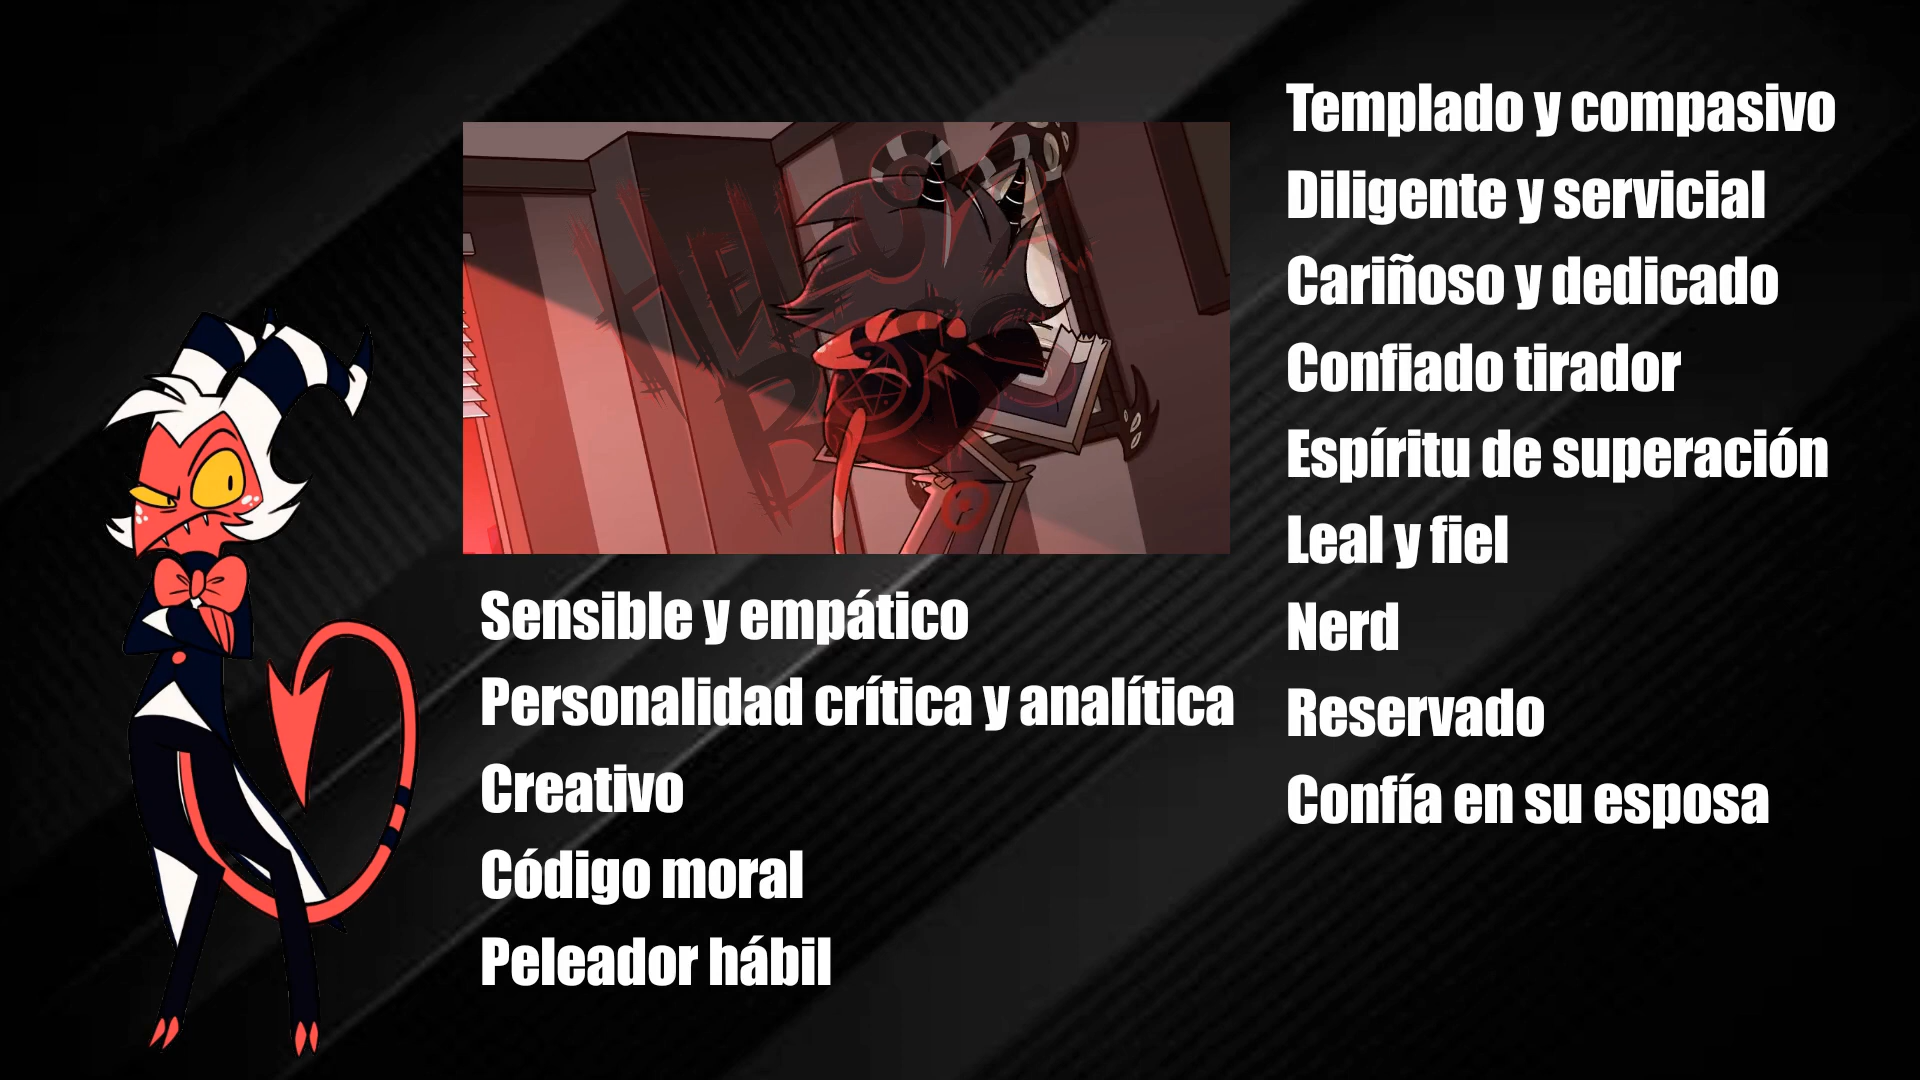 HELLUVA
B
Sensible y empático
Personalidad crítica y analítica
Creativo
Código moral
Peleador hábil
Templado y compasivo
Diligente y servicial
Cariñoso y dedicado
Confiado tirador
Espíritu de superación
Leal y fiel
Nerd
Reservado
Confía en su esposa